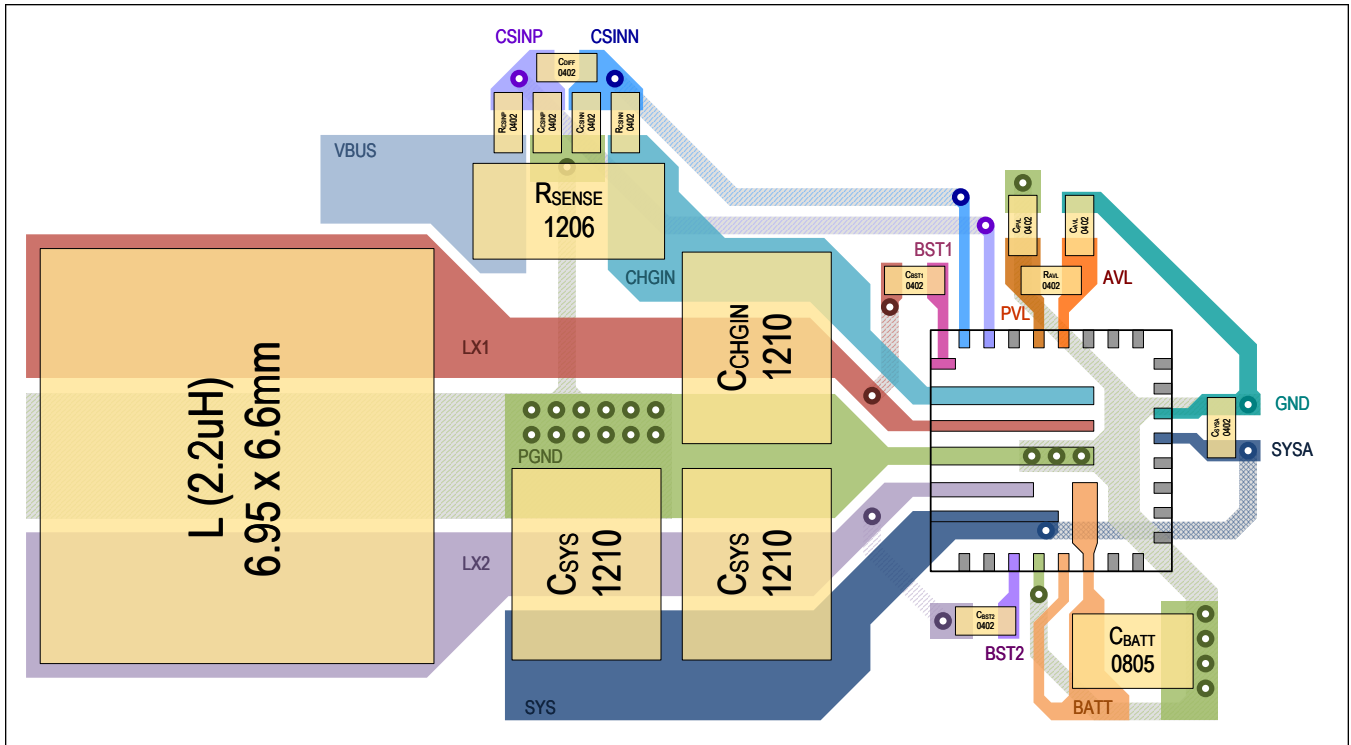 CSINP
CSINN
CDIFF
0402
RCSINP
0402
CCSINP
0402
CCSINN
0402
RCSINN
0402
VBUS
RSENSE
1206
CHGIN
BST1
CBST1
0402
CPVL
0402
CAVL
0402
RAVL
0402
AVL
PVL
LX1
L (2.2uH)
6.95 x 6.6mm
CCHGIN
1210
PGND
GND
CSYSA
0402
SYSA
LX2
CSYS
1210
CSYS
1210
CBST2
0402
BST2
CBATT
0805
SYS
BATT